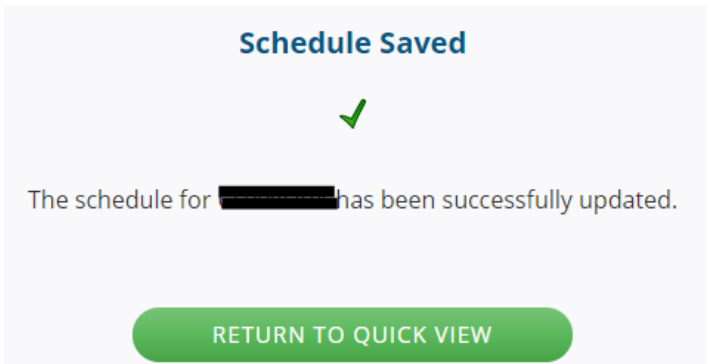 Schedule Saved
The schedule for has been successfully updated.
RETURN TO QUICK VIEW